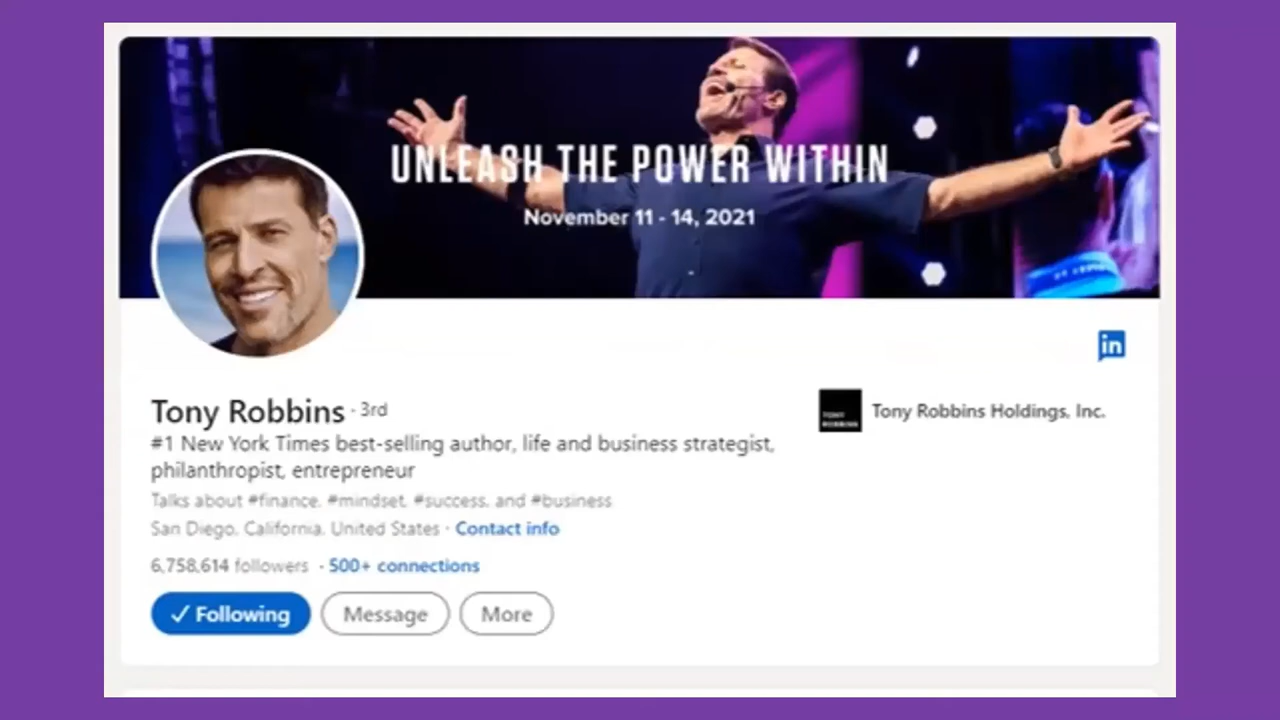 UNLEASH THE POWER WITHIN
November 11 - 14, 2021
in
Tony Robbins · 3rd
TONY
ROBBINS
Tony Robbins Holdings, Inc.
#1 New York Times best-selling author, life and business strategist,
philanthropist, entrepreneur
Talks about #finance, #mindset, #success, and #business
San Diego, California, United States · Contact info
6,758,614 followers · 500+ connections
✓ Following
Message
More